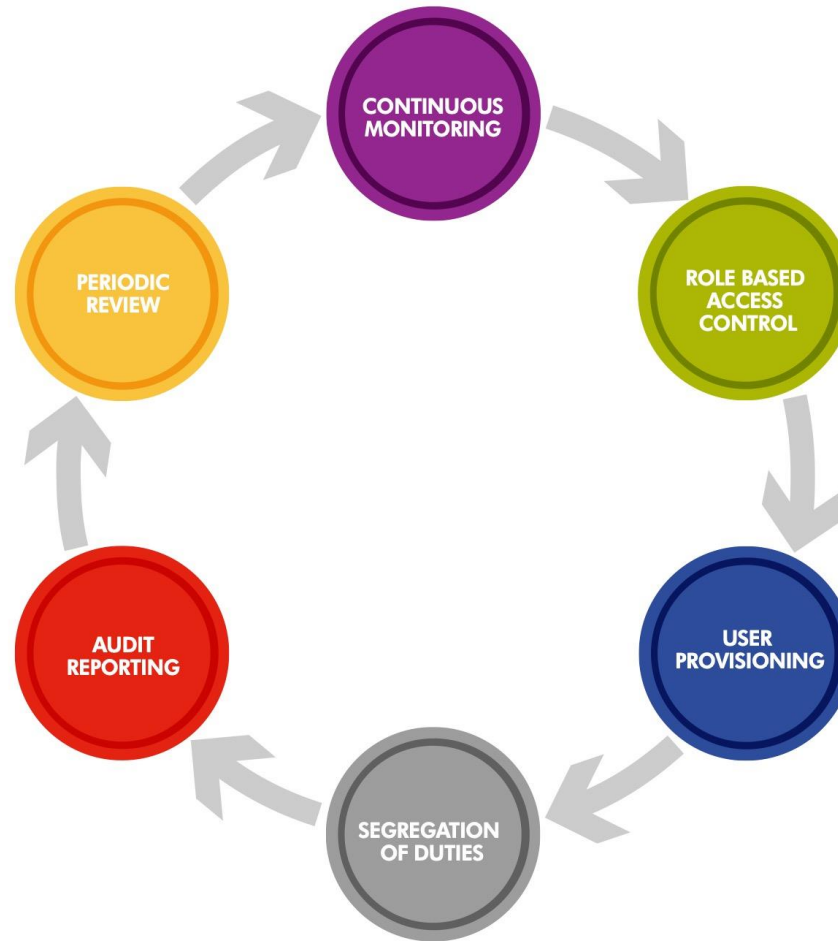 CONTINUOUS
MONITORING
ROLE BASED
ACCESS
CONTROL
USER
PROVISIONING
SEGREGATION
OF DUTIES
AUDIT
REPORTING
PERIODIC
REVIEW